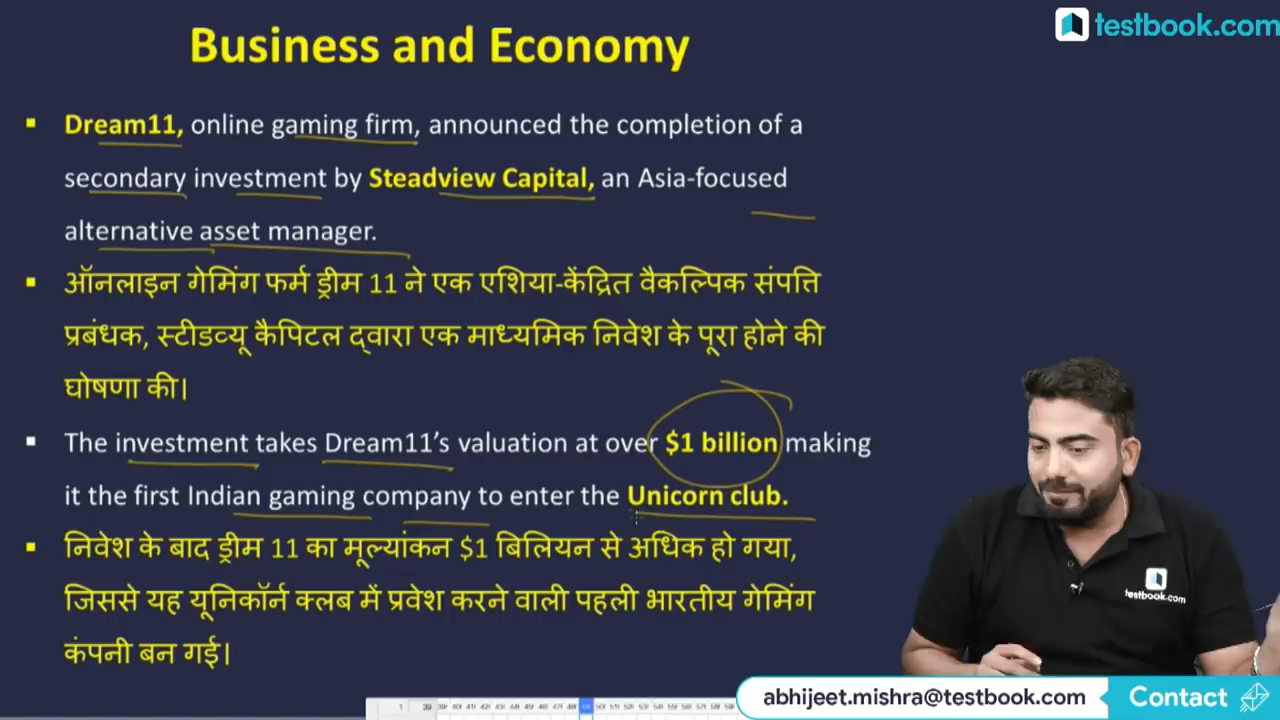 testbook.com
Business and Economy
Dream11, online gaming firm, announced the completion of a
secondary investment by Steadview Capital, an Asia-focused
alternative asset manager.
ऑनलाइन गेमिंग फर्म ड्रीम 11 ने एक एशिया-केंद्रित वैकल्पिक संपत्ति
प्रबंधक, स्टीडव्यू कैपिटल द्वारा एक माध्यमिक निवेश के पूरा होने की
घोषणा की।
The investment takes Dream11's valuation at over $1 billion making
it the first Indian gaming company to enter the Unicorn club.
निवेश के बाद ड्रीम 11 का मूल्यांकन $1 बिलियन से अधिक हो गया,
जिससे यह यूनिकॉर्न क्लब में प्रवेश करने वाली पहली भारतीय गेमिंग
कंपनी बन गई।
testbook.com
abhijeet.mishra@testbook.com Contact